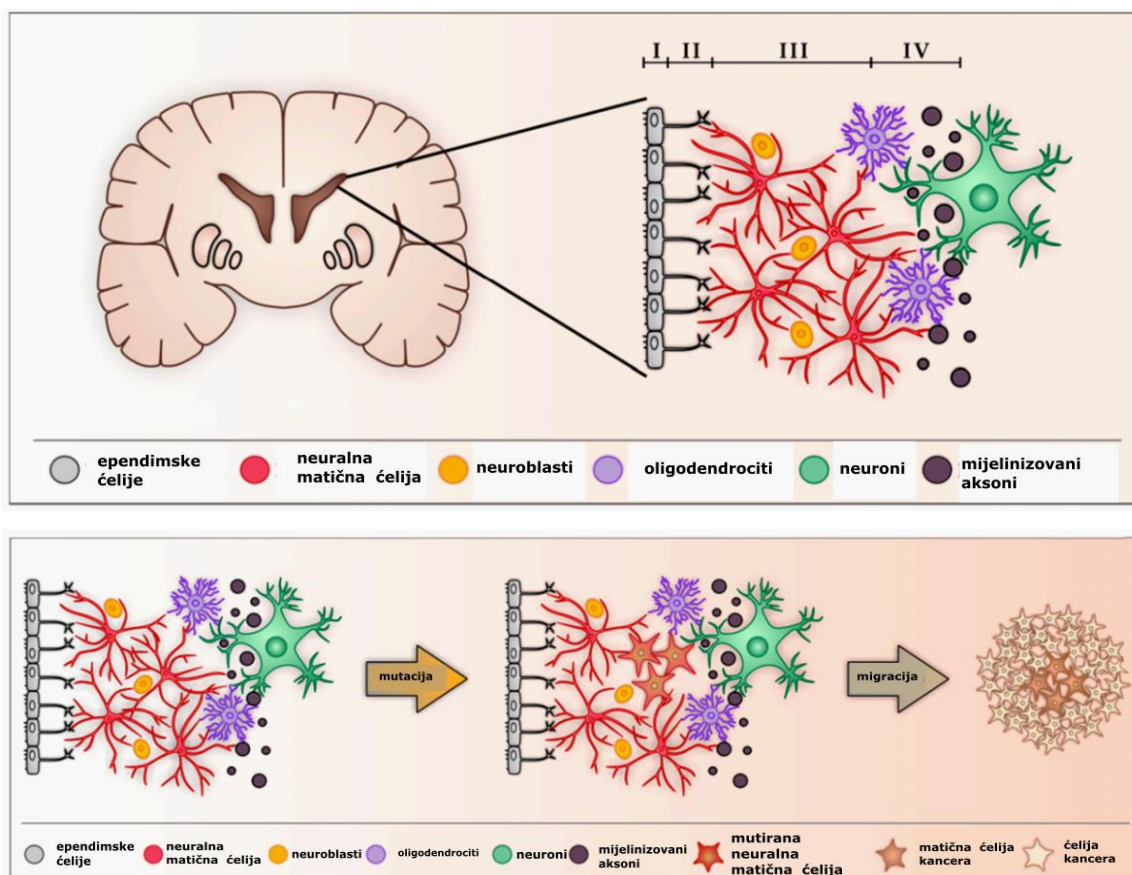 I II III IV
ependimske
ćelije
neuralna
matična ćelija
neuroblasti
oligodendrociti
neuroni
mijelinizovani
aksoni
mutacija
migracija
ependimske
ćelije
neuralna
matična ćelija
neuroblasti
oligodendrociti
neuroni
mijelinizovani
aksoni
mutirana
neuralna
matična ćelija
matična ćelija
kancera
ćelija
kancera